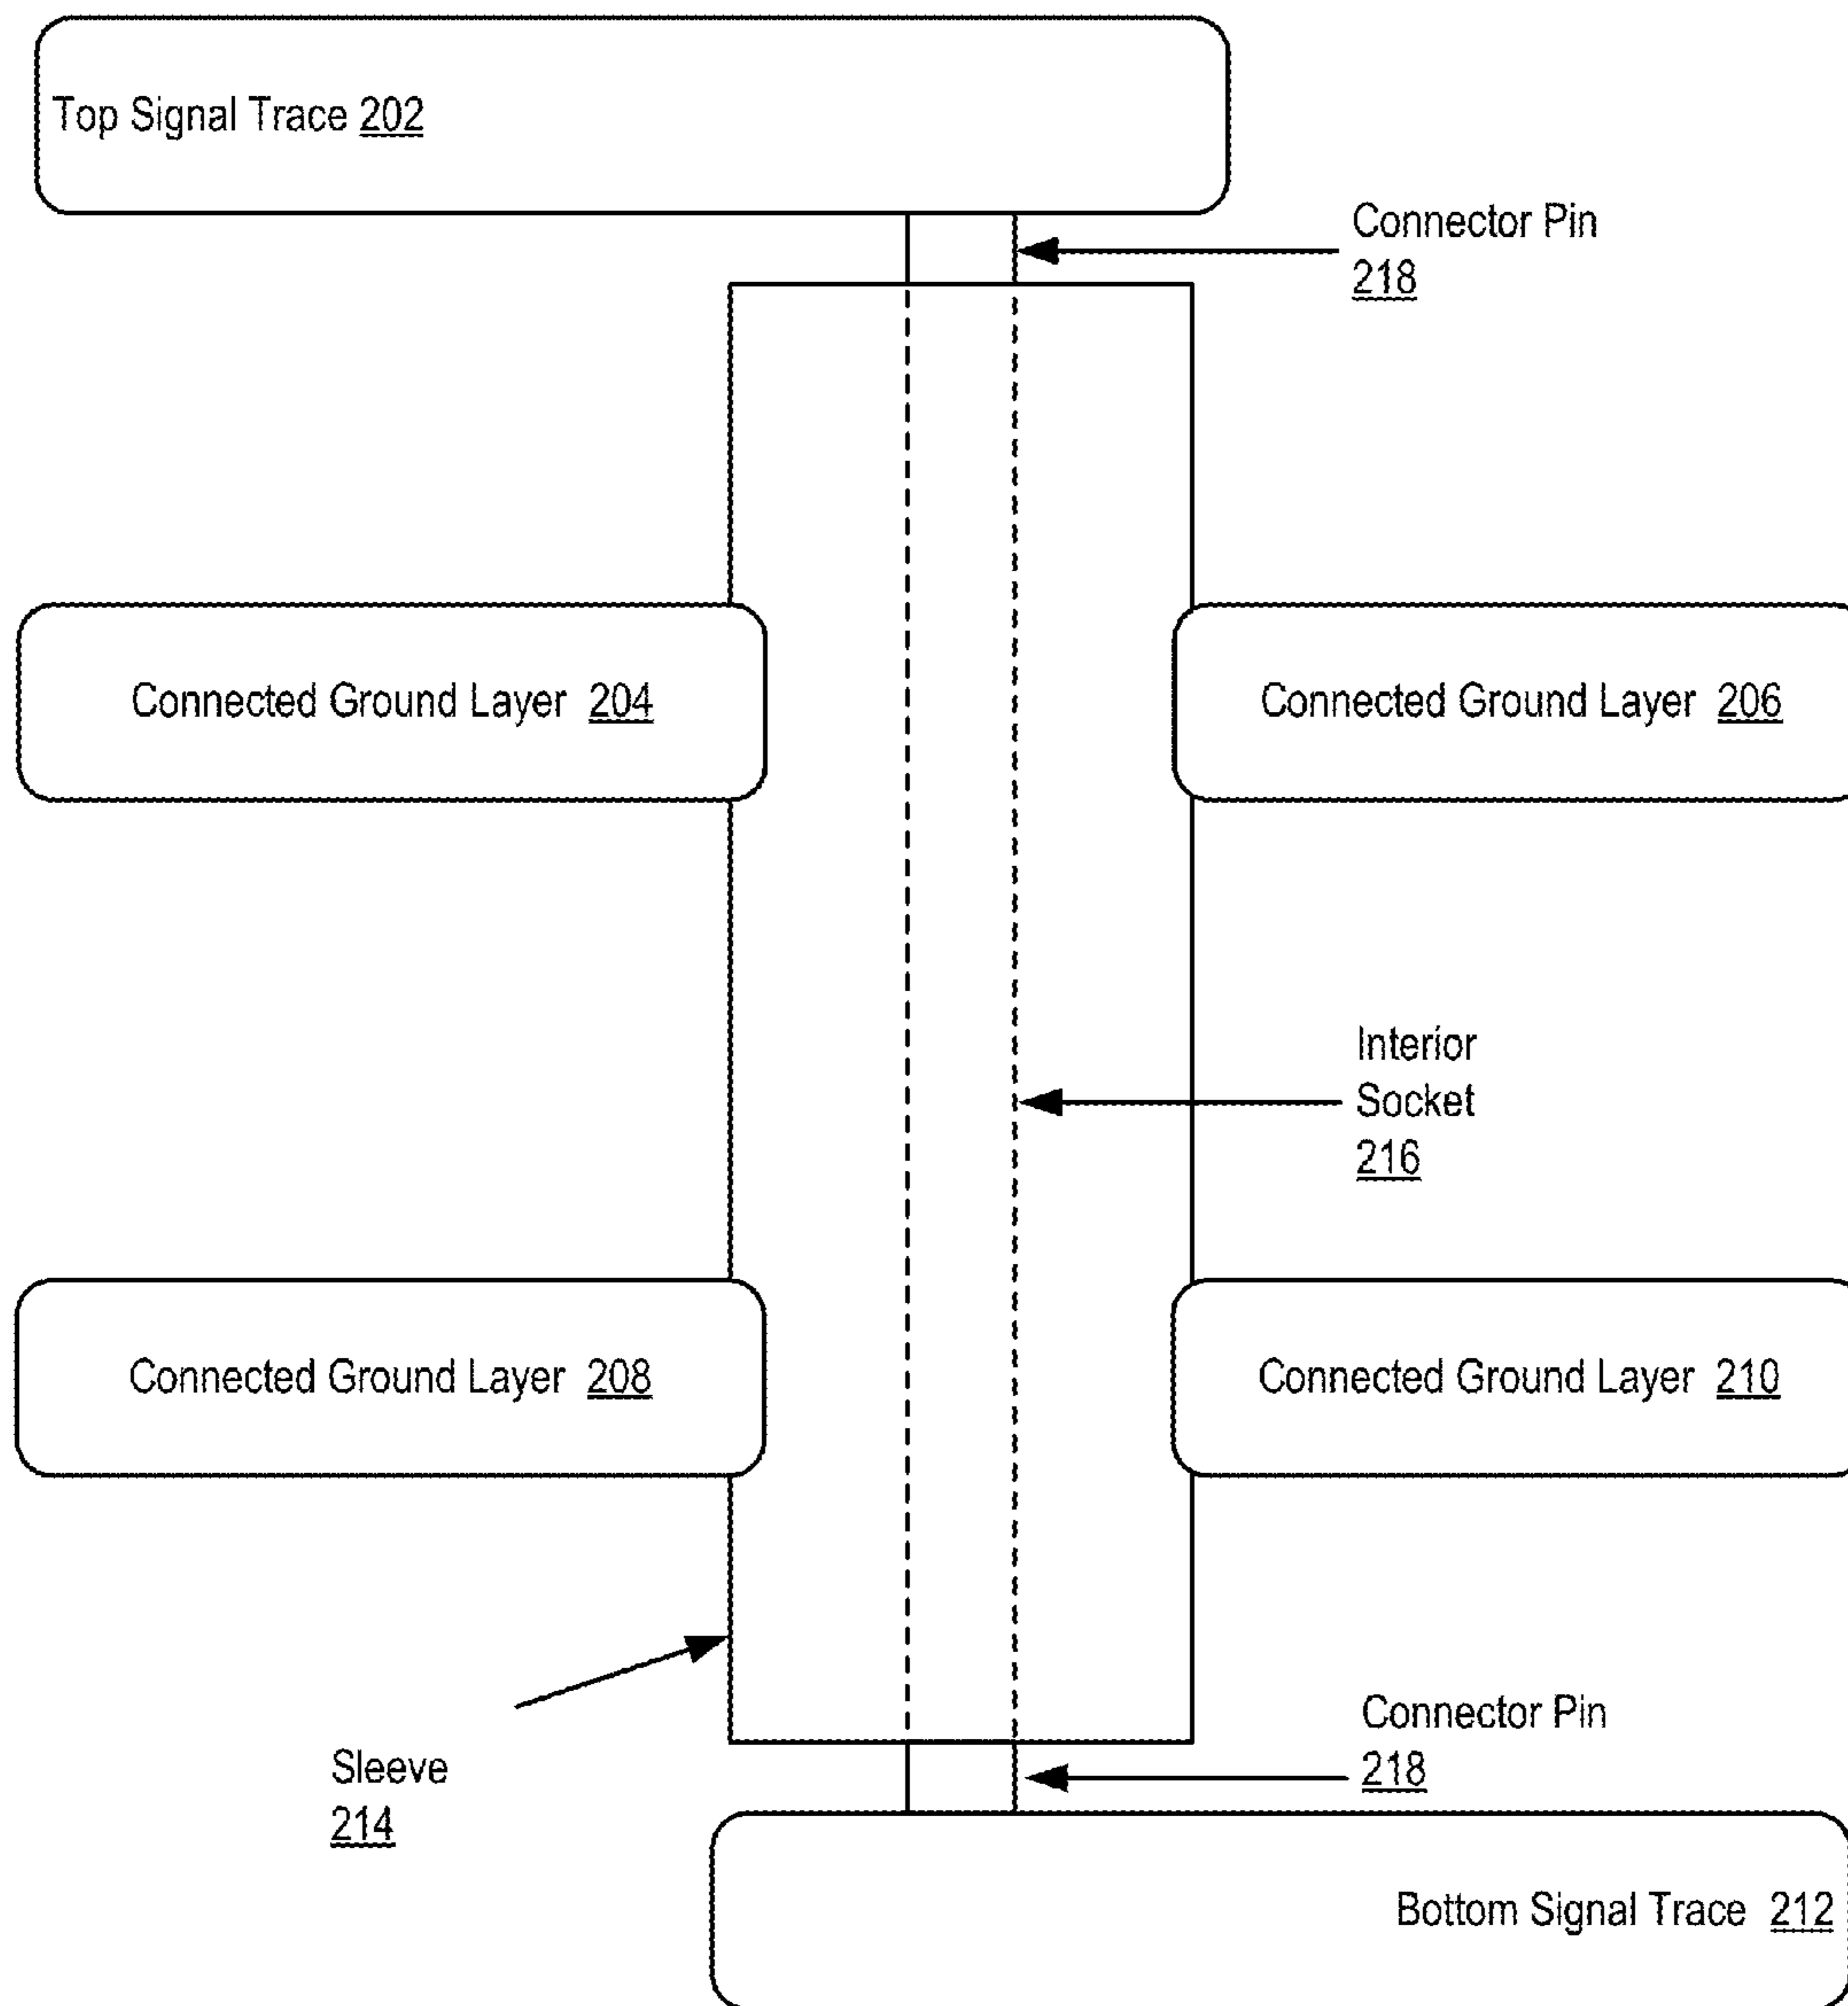 Top Signal Trace 202
Connector Pin
218
Connected Ground Layer 204
Connected Ground Layer 206
Interior
Socket
216
Connected Ground Layer 208
Connected Ground Layer 210
Sleeve
214
Connector Pin
218
Bottom Signal Trace 212